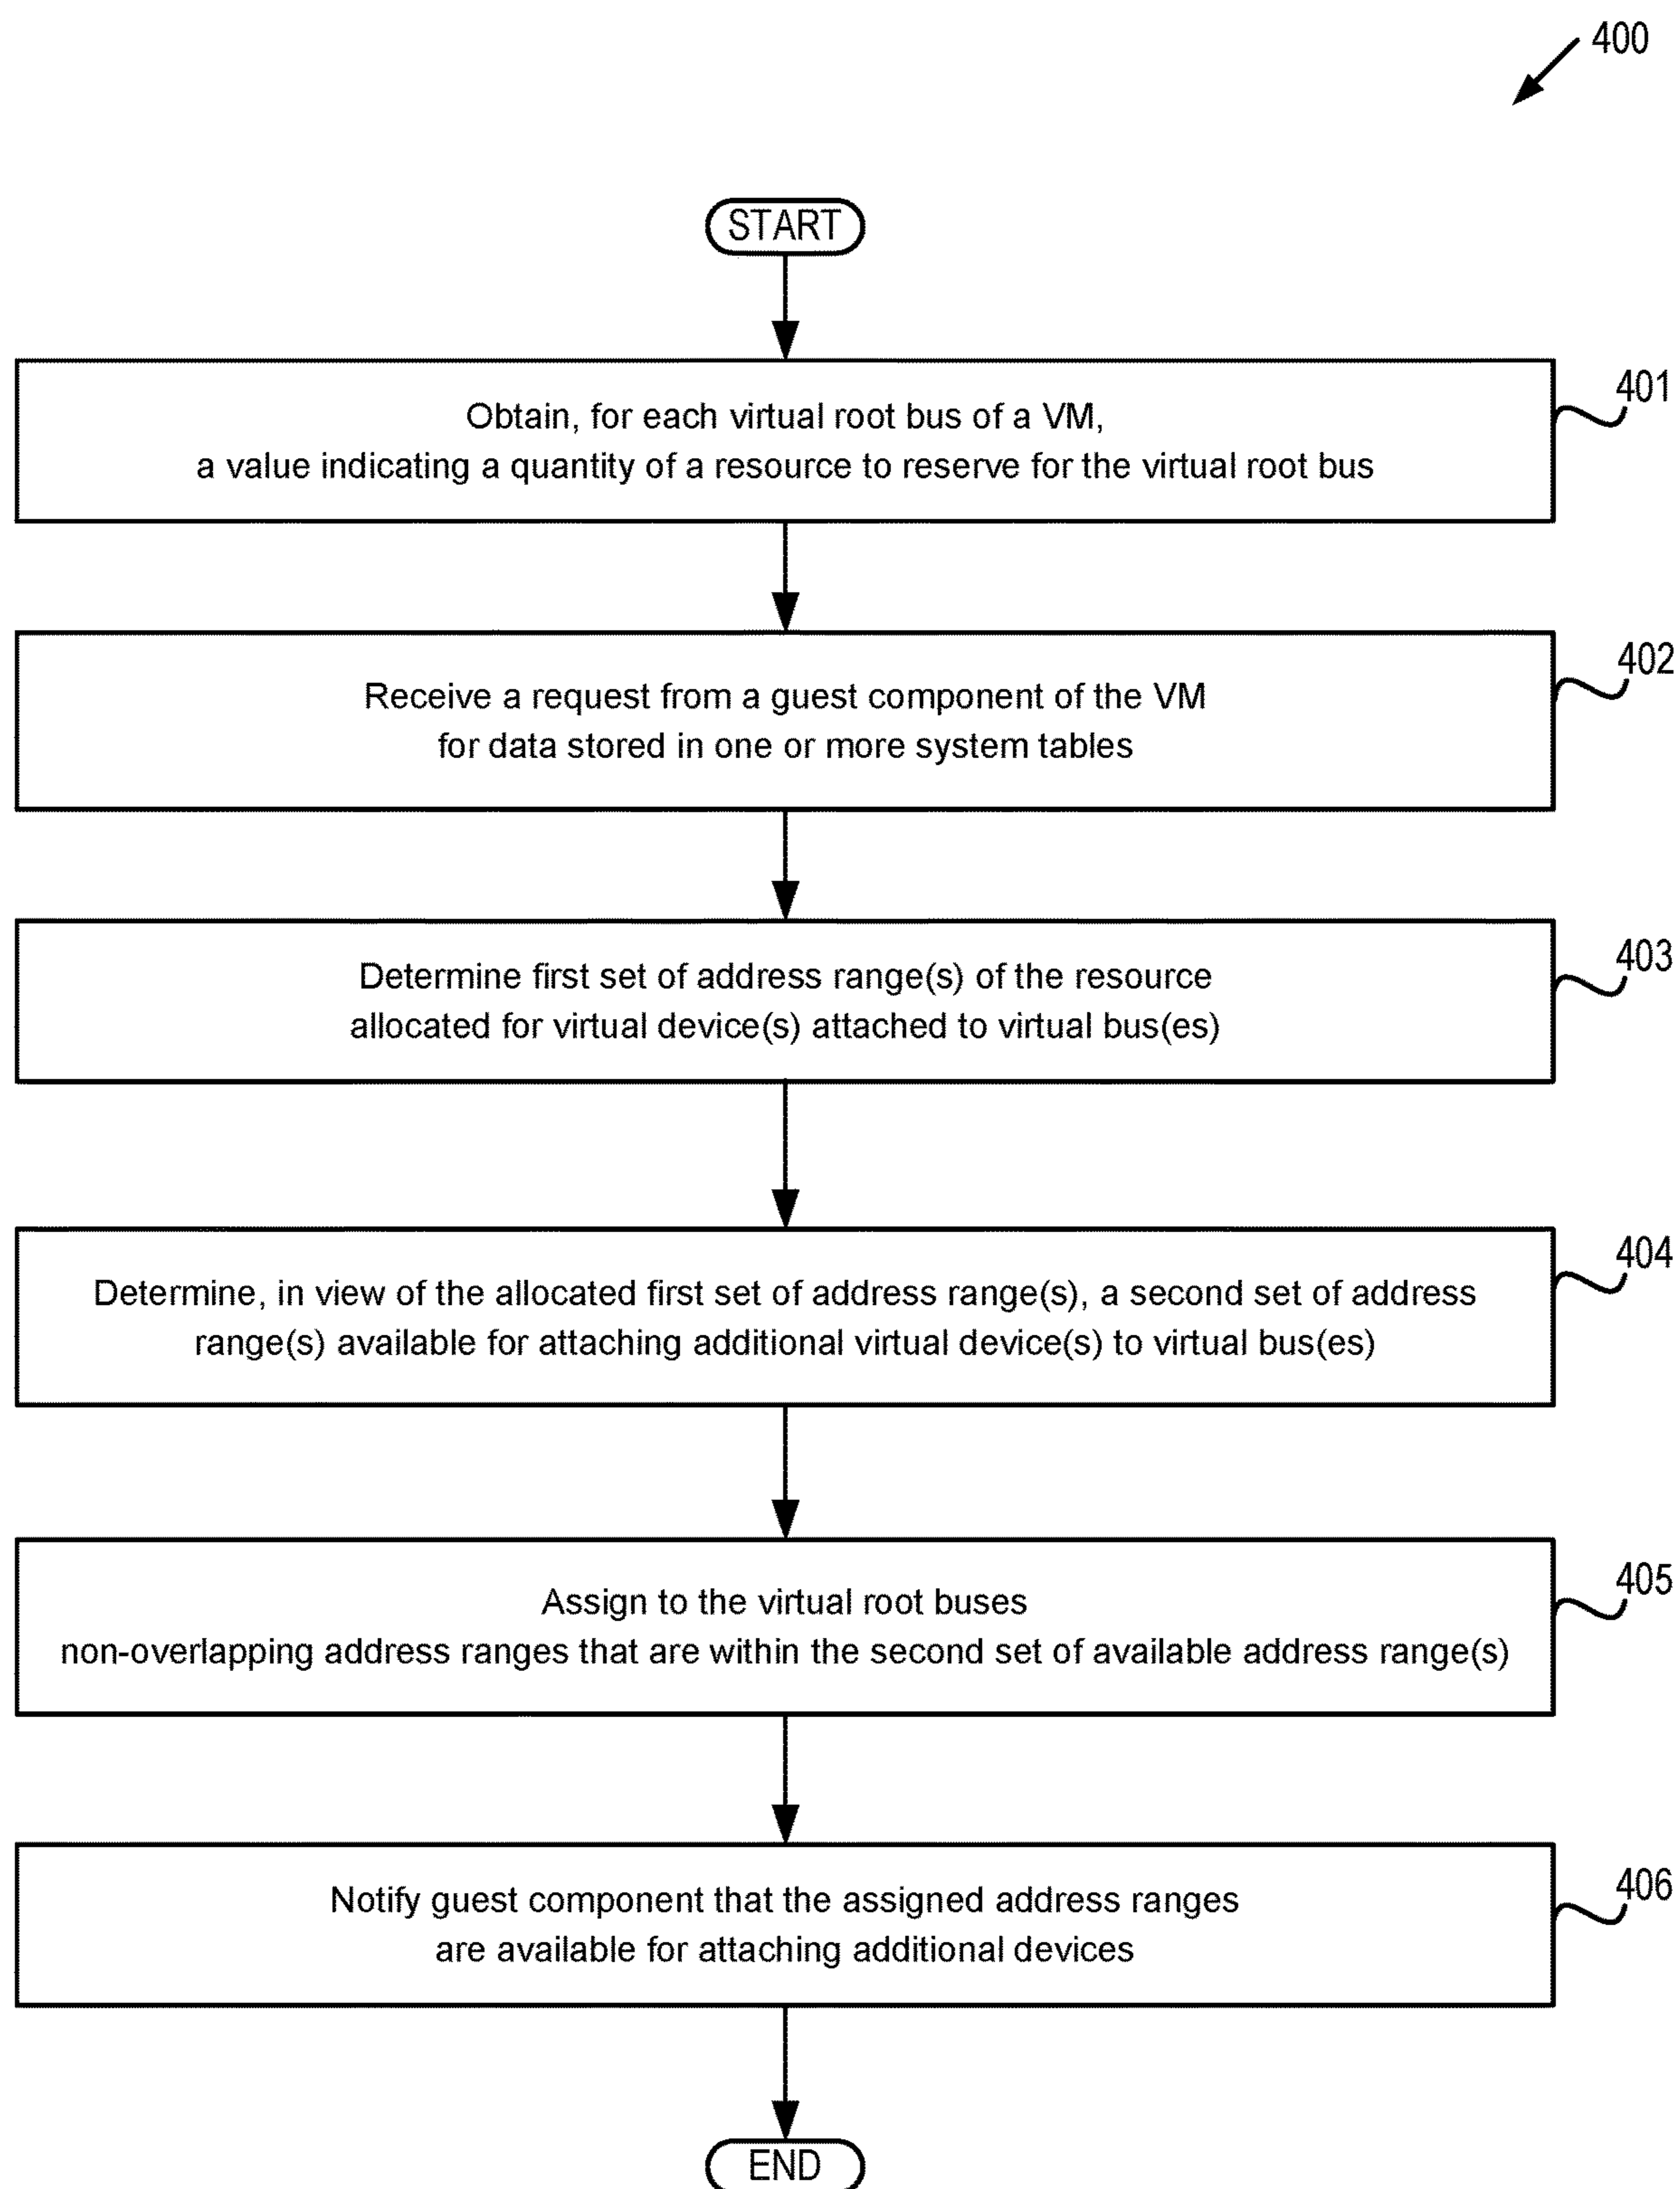 400
START
Obtain, for each virtual root bus of a VM,
a value indicating a quantity of a resource to reserve for the virtual root bus
401
Receive a request from a guest component of the VM
for data stored in one or more system tables
402
Determine first set of address range(s) of the resource
allocated for virtual device(s) attached to virtual bus(es)
403
Determine, in view of the allocated first set of address range(s), a second set of address
range(s) available for attaching additional virtual device(s) to virtual bus(es)
404
Assign to the virtual root buses
non-overlapping address ranges that are within the second set of available address range(s)
405
Notify guest component that the assigned address ranges
are available for attaching additional devices
406
END